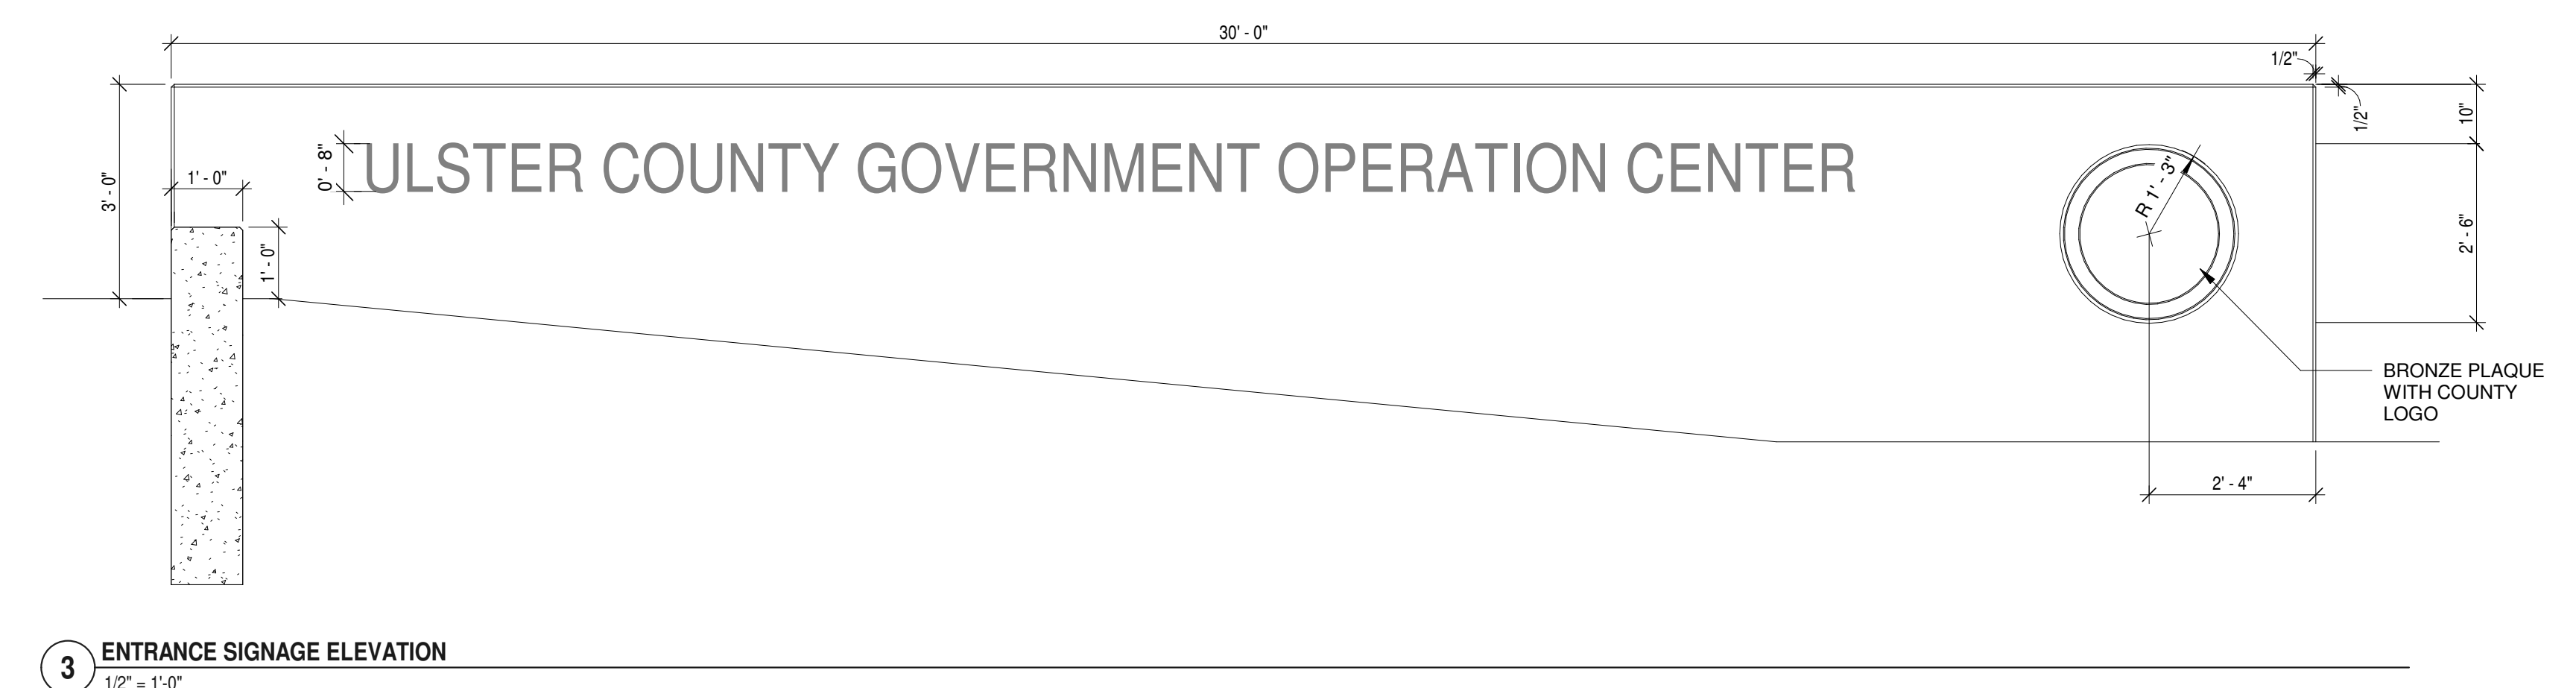 30' - 0"
1/2"
1/2"
10"
ULSTER COUNTY GOVERNMENT OPERATION CENTER
0' - 8"
3' - 0"
1' - 0"
1' - 0"
R 1' - 3"
2' - 6"
BRONZE PLAQUE
WITH COUNTY
LOGO
2' - 4"
3
ENTRANCE SIGNAGE ELEVATION
1/2" = 1'-0"